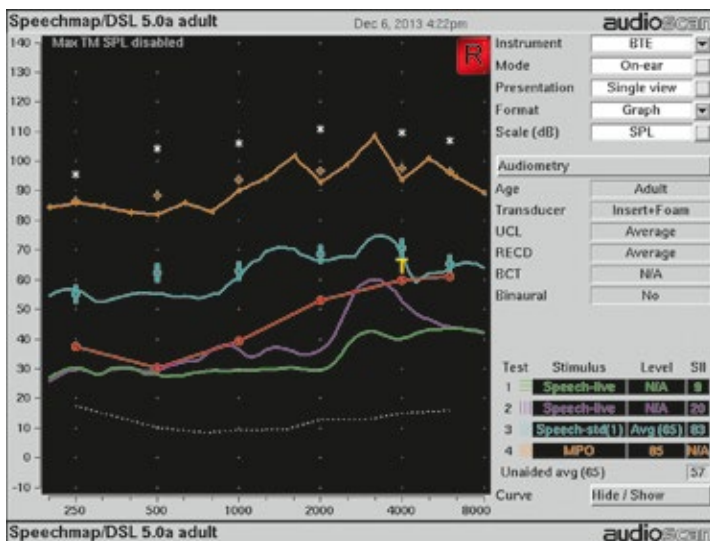 Speechmap/DSL 5.0a adult Dec 6, 2013 4:22pm audioscan
Max TM SPL disabled
R
140
130
120
110
100
90
80
70
60
50
40
30
20
10
0
-10
T
250 500 1000 2000 4000 8000
Instrument BTE
Mode On-ear
Presentation Single view
Format Graph
Scale (dB) SPL
Audiometry
Age Adult
Transducer Insert+Foam
UCL Average
RECD Average
BCT N/A
Binaural No
Test Stimulus Level SII
1 Speech-live N/A 9
2 Speech-live N/A 20
3 Speech-std(1) Avg (65) 83
4 MPO 85 N/A
Unaided avg (65) 57
Curve Hide / Show
Speechmap/DSL 5.0a adult audioscan